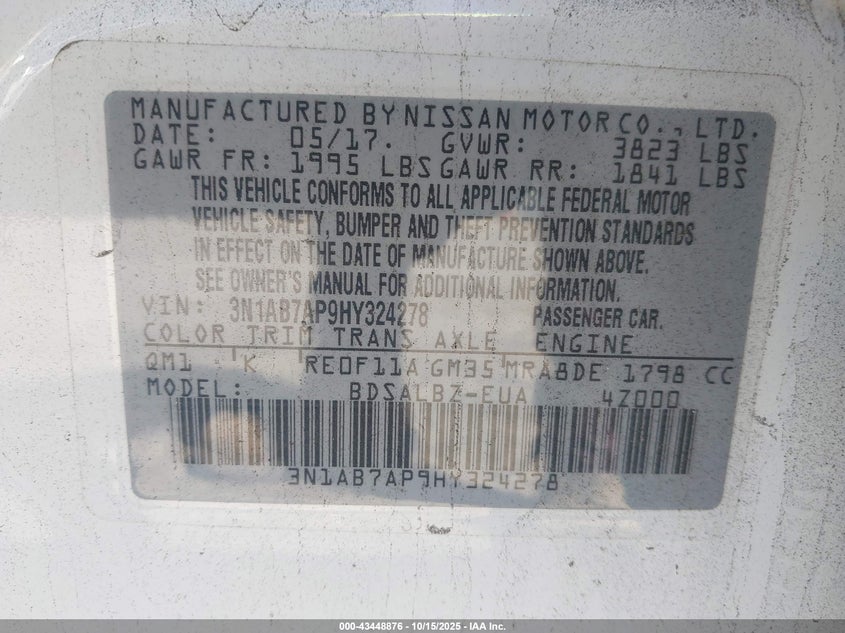 MANUFACTURED BY NISSAN MOTOR CO., LTD.
DATE: 05/17. GVWR: 3823 LBS
GAWR FR: 1995 LBS GAWR RR: 1841 LBS
THIS VEHICLE CONFORMS TO ALL APPLICABLE FEDERAL MOTOR
VEHICLE SAFETY, BUMPER AND THEFT PREVENTION STANDARDS
IN EFFECT ON THE DATE OF MANUFACTURE SHOWN ABOVE.
SEE OWNER'S MANUAL FOR ADDITIONAL INFORMATION.
VIN: 3N1AB7AP9HY324278 PASSENGER CAR.
COLOR TRIM TRANS AXLE ENGINE
QM1 K RE0F11A GM35 MRA8DE 1798 CC
MODEL: BDSALBZ-EUA 4Z000
3N1AB7AP9HY324278
000-43448876 - 10/15/2025 - IAA Inc.